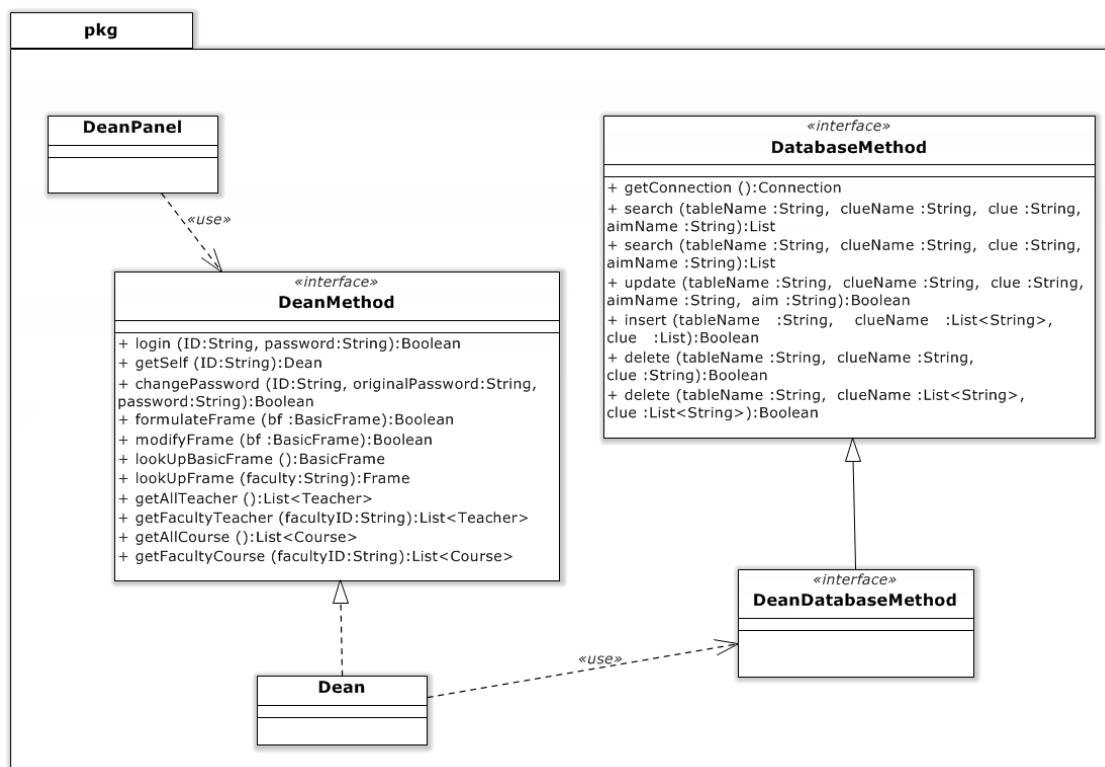 pkg
DeanPanel
«use»
«interface»
DeanMethod
+ login (ID:String, password:String):Boolean
+ getSelf (ID:String):Dean
+ changePassword (ID:String, originalPassword:String,
password:String):Boolean
+ formulateFrame (bf :BasicFrame):Boolean
+ modifyFrame (bf :BasicFrame):Boolean
+ lookUpBasicFrame ():BasicFrame
+ lookUpFrame (faculty:String):Frame
+ getAllTeacher ():List<Teacher>
+ getFacultyTeacher (facultyID:String):List<Teacher>
+ getAllCourse ():List<Course>
+ getFacultyCourse (facultyID:String):List<Course>
Dean
«use»
«interface»
DatabaseMethod
+ getConnection ():Connection
+ search (tableName :String, clueName :String, clue :String,
aimName :String):List
+ search (tableName :String, clueName :String, clue :String,
aimName :String):List
+ update (tableName :String, clueName :String, clue :String,
aimName :String, aim :String):Boolean
+ insert (tableName :String, clueName :List<String>,
clue :List):Boolean
+ delete (tableName :String, clueName :String,
clue :String):Boolean
+ delete (tableName :String, clueName :List<String>,
clue :List<String>):Boolean
«interface»
DeanDatabaseMethod